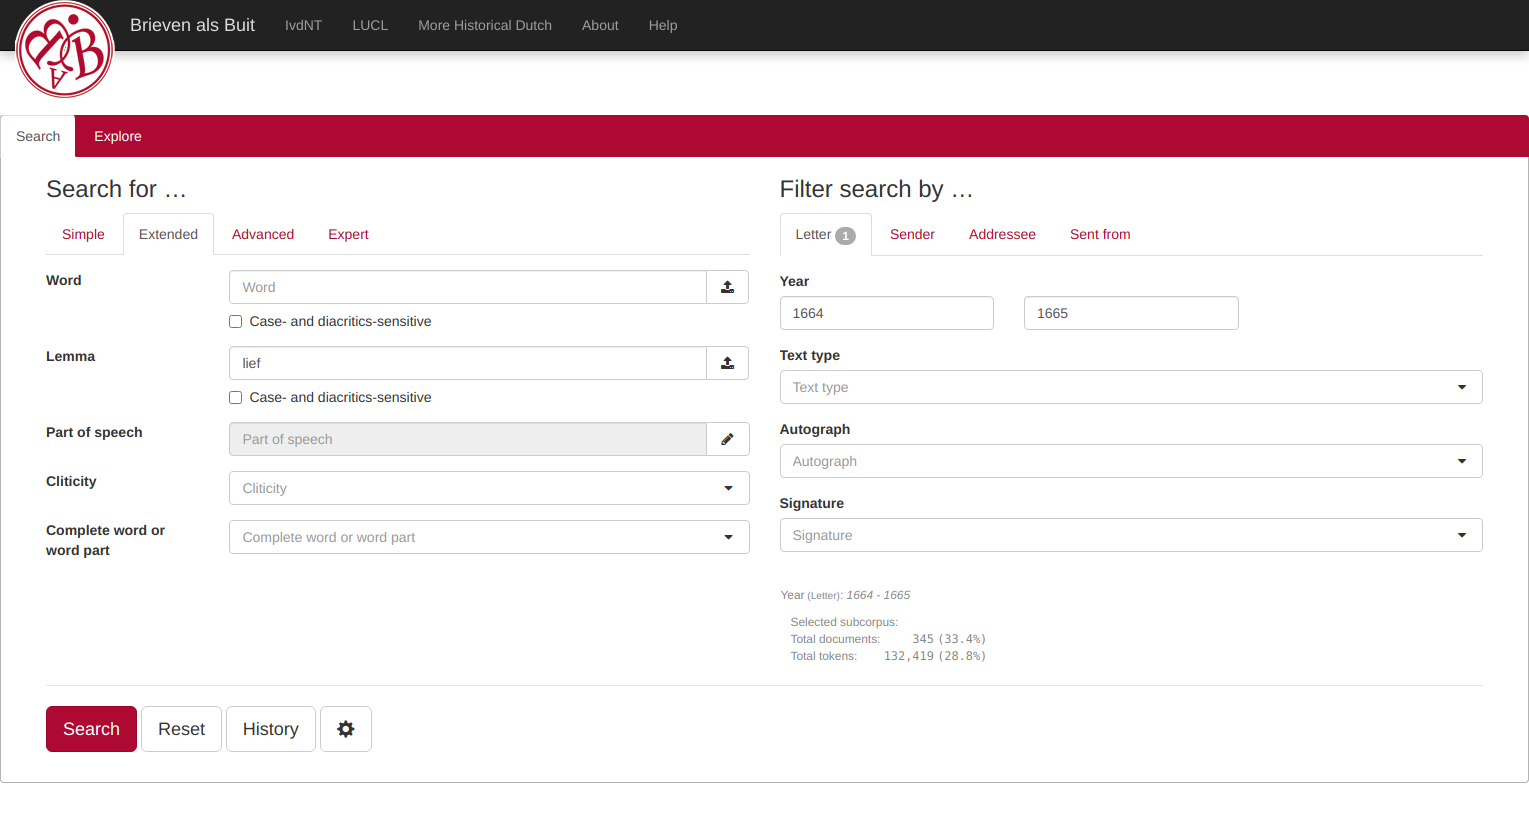 Brieven als Buit IvdNT LUCL More Historical Dutch About Help
B A B
Search Explore
Search for …
Simple Extended Advanced Expert
Word Word
Case- and diacritics-sensitive
Lemma lief
Case- and diacritics-sensitive
Part of speech Part of speech
Cliticity Cliticity
Complete word or
word part Complete word or word part
Filter search by …
Letter 1 Sender Addressee Sent from
Year
1664 1665
Text type
Text type
Autograph
Autograph
Signature
Signature
Year (Letter): 1664 - 1665
Selected subcorpus:
Total documents: 345 (33.4%)
Total tokens: 132,419 (28.8%)
Search Reset History